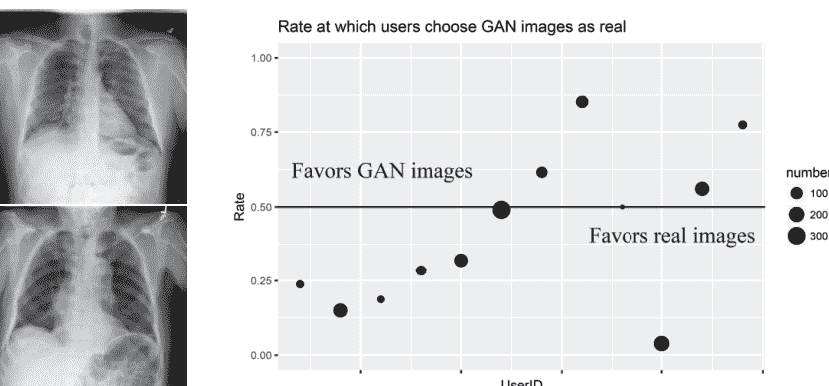 Rate at which users choose GAN images as real
1.00
0.75
Favors GAN images
0.50
Favors real images
0.25
0.00
Rate
UserID
number
100
200
300